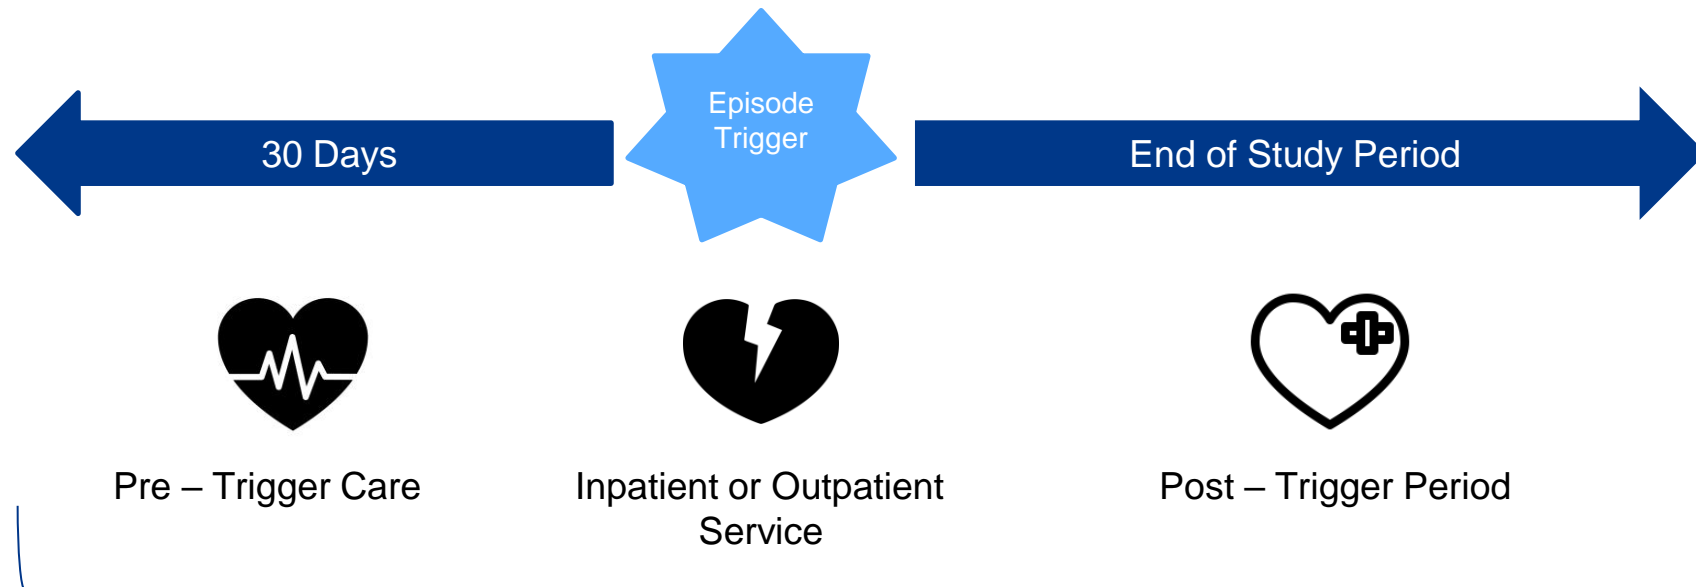 Episode
Trigger
30 Days
End of Study Period
Pre – Trigger Care
Inpatient or Outpatient
Service
Post – Trigger Period